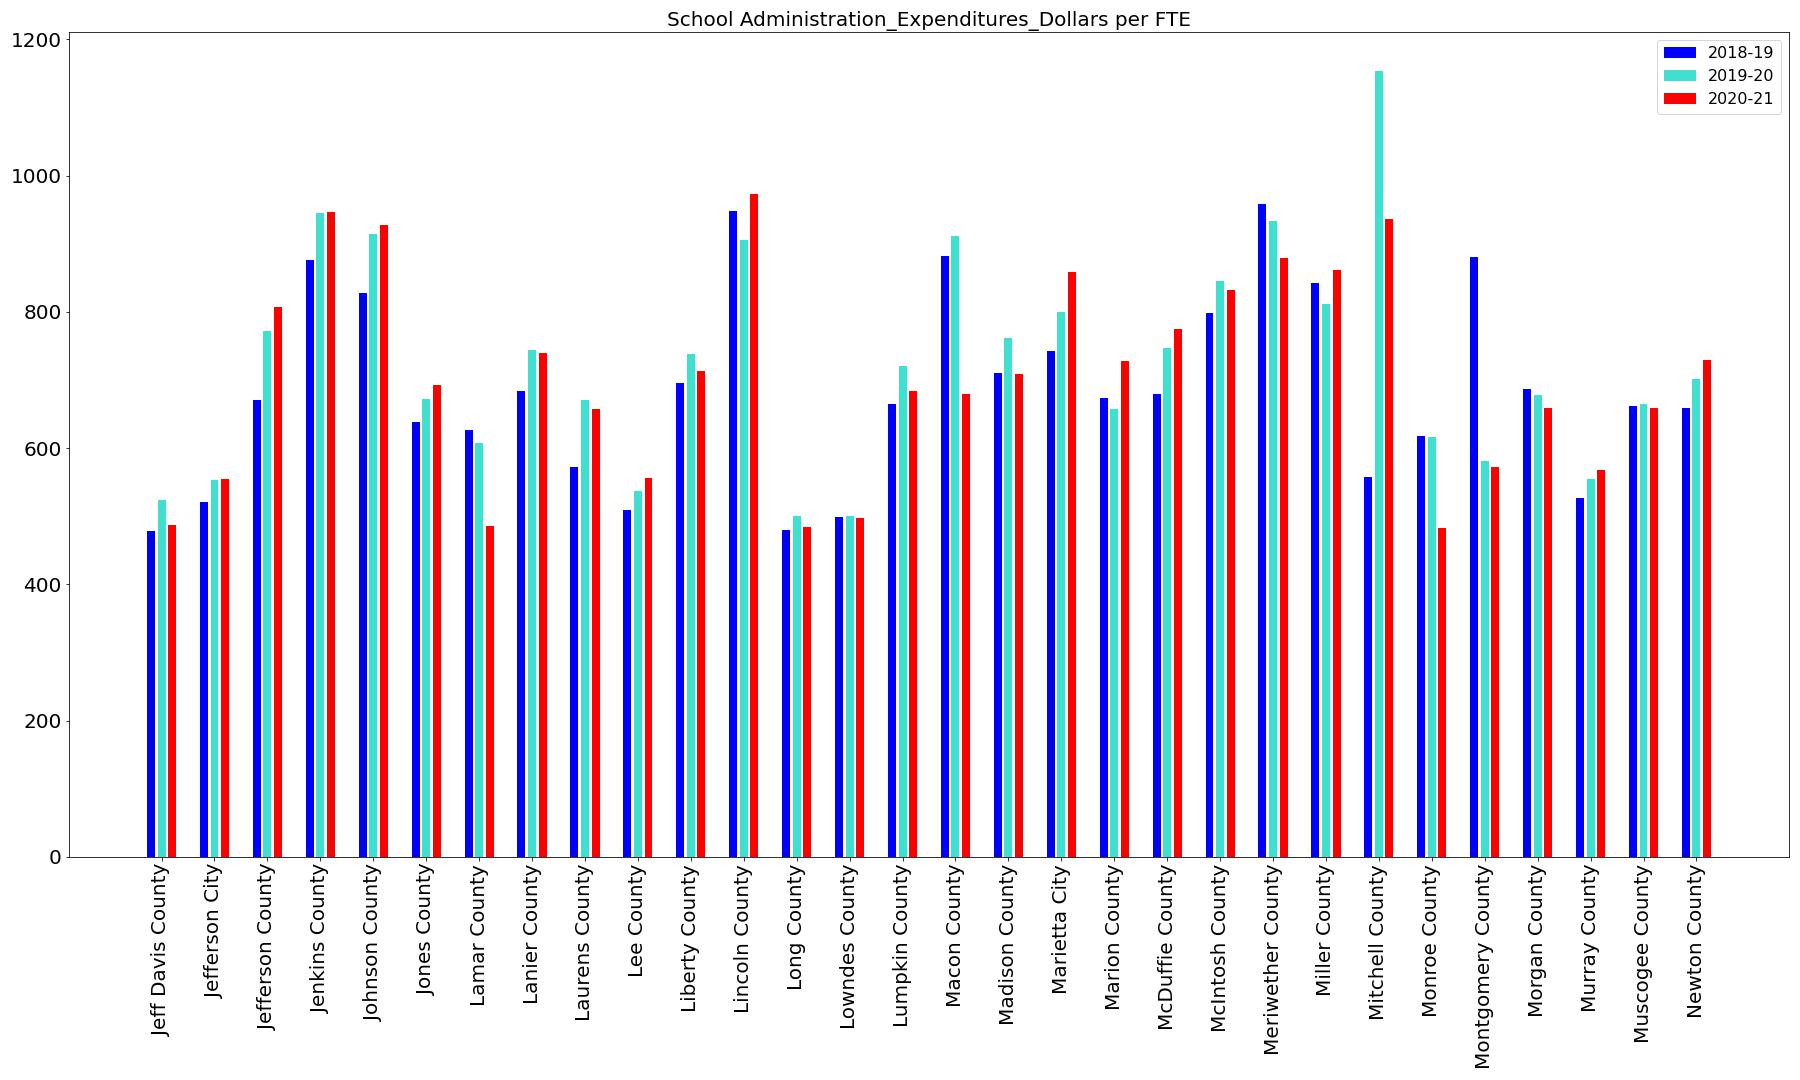 School Administration_Expenditures_Dollars per FTE
1200
1000
800
600
400
200
0
2018-19
2019-20
2020-21
Jeff Davis County
Jefferson City
Jefferson County
Jenkins County
Johnson County
Jones County
Lamar County
Lanier County
Laurens County
Lee County
Liberty County
Lincoln County
Long County
Lowndes County
Lumpkin County
Macon County
Madison County
Marietta City
Marion County
McDuffie County
McIntosh County
Meriwether County
Miller County
Mitchell County
Monroe County
Montgomery County
Morgan County
Murray County
Muscogee County
Newton County